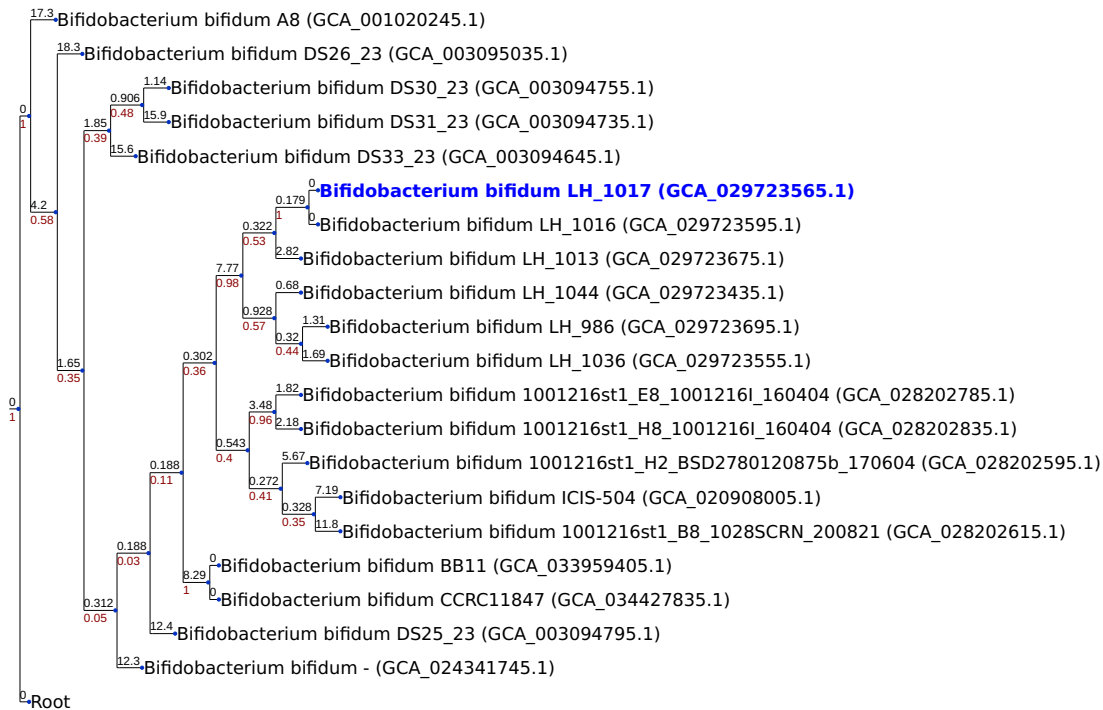 17.3 Bifidobacterium bifidum A8 (GCA_001020245.1)
18.3 Bifidobacterium bifidum DS26_23 (GCA_003095035.1)
1.14 Bifidobacterium bifidum DS30_23 (GCA_003094755.1)
0.906
0.48
0
1
15.9 Bifidobacterium bifidum DS31_23 (GCA_003094735.1)
1.85
0.39
15.6 Bifidobacterium bifidum DS33_23 (GCA_003094645.1)
0 Bifidobacterium bifidum LH_1017 (GCA_029723565.1)
0.179
1
4.2
0.58
0 Bifidobacterium bifidum LH_1016 (GCA_029723595.1)
0.322
0.53
2.82 Bifidobacterium bifidum LH_1013 (GCA_029723675.1)
7.77
0.98
0.68 Bifidobacterium bifidum LH_1044 (GCA_029723435.1)
0.928
0.57
1.31 Bifidobacterium bifidum LH_986 (GCA_029723695.1)
0.32
0.44
1.69 Bifidobacterium bifidum LH_1036 (GCA_029723555.1)
0.302
0.36
1.65
0.35
1.82 Bifidobacterium bifidum 1001216st1_E8_1001216I_160404 (GCA_028202785.1)
0
1
3.48
0.96
2.18 Bifidobacterium bifidum 1001216st1_H8_1001216I_160404 (GCA_028202835.1)
0.543
0.4
5.67 Bifidobacterium bifidum 1001216st1_H2_BSD2780120875b_170604 (GCA_028202595.1)
0.188
0.11
0.272
0.41
7.19 Bifidobacterium bifidum ICIS-504 (GCA_020908005.1)
0.328
0.35
11.8 Bifidobacterium bifidum 1001216st1_B8_1028SCRN_200821 (GCA_028202615.1)
0.188
0.03
0 Bifidobacterium bifidum BB11 (GCA_033959405.1)
8.29
1
0 Bifidobacterium bifidum CCRC11847 (GCA_034427835.1)
0.312
0.05
12.4 Bifidobacterium bifidum DS25_23 (GCA_003094795.1)
12.3 Bifidobacterium bifidum - (GCA_024341745.1)
0 Root